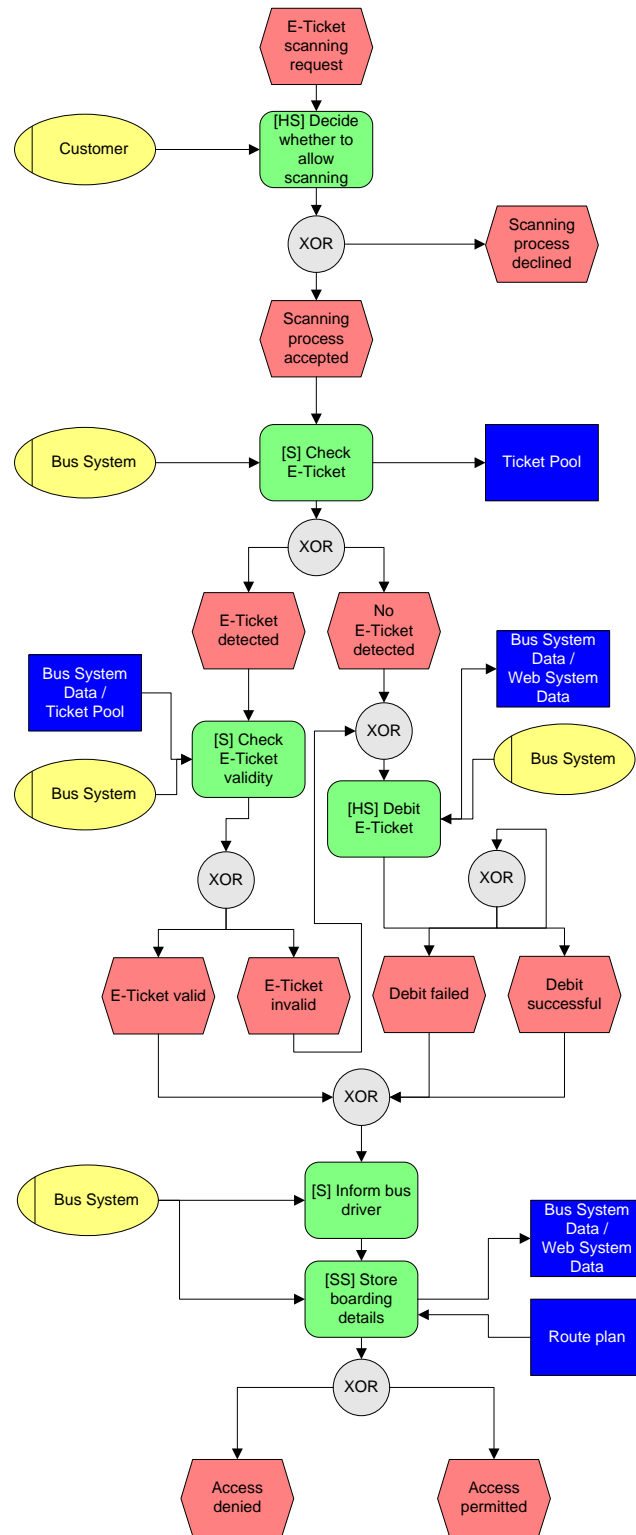 E-Ticket
scanning
request
[HS] Decide
whether to
allow
scanning
Customer
XOR
Scanning
process
declined
Scanning
process
accepted
Bus System
[S] Check
E-Ticket
Ticket Pool
XOR
E-Ticket
detected
No
E-Ticket
detected
Bus System
Data /
Web System
Data
Bus System
Data /
Ticket Pool
XOR
[S] Check
E-Ticket
validity
Bus System
Bus System
[HS] Debit
E-Ticket
XOR
XOR
E-Ticket valid
E-Ticket
invalid
Debit failed
Debit
successful
XOR
Bus System
[S] Inform bus
driver
Bus System
Data /
Web System
Data
[SS] Store
boarding
details
Route plan
XOR
Access
denied
Access
permitted